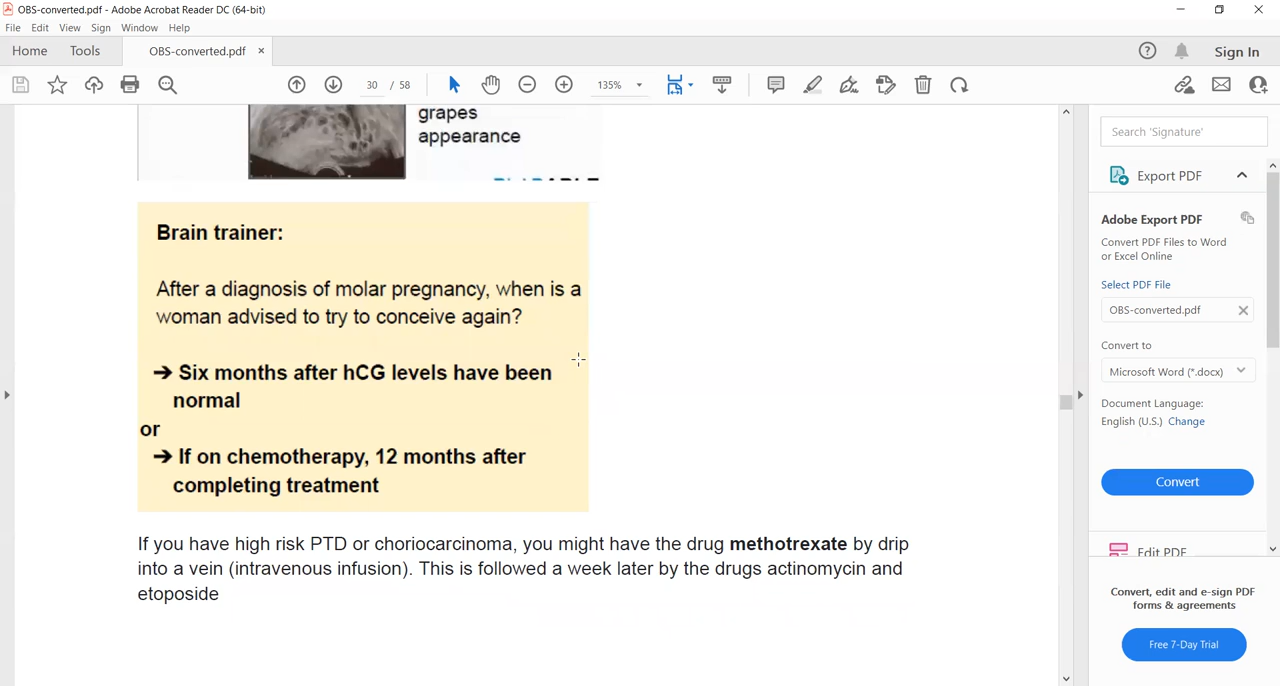 OBS-converted.pdf - Adobe Acrobat Reader DC (64-bit)
File Edit View Sign Window Help
Home Tools OBS-converted.pdf × Sign In
30 / 58 135%
grapes
appearance
Brain trainer:
After a diagnosis of molar pregnancy, when is a
woman advised to try to conceive again?
➔ Six months after hCG levels have been
normal
or
➔ If on chemotherapy, 12 months after
completing treatment
If you have high risk PTD or choriocarcinoma, you might have the drug methotrexate by drip
into a vein (intravenous infusion). This is followed a week later by the drugs actinomycin and
etoposide
Search 'Signature'
Export PDF
Adobe Export PDF
Convert PDF Files to Word
or Excel Online
Select PDF File
OBS-converted.pdf
Convert to
Microsoft Word (*.docx)
Document Language:
English (U.S.) Change
Convert
Edit PDF
Convert, edit and e-sign PDF
forms & agreements
Free 7-Day Trial